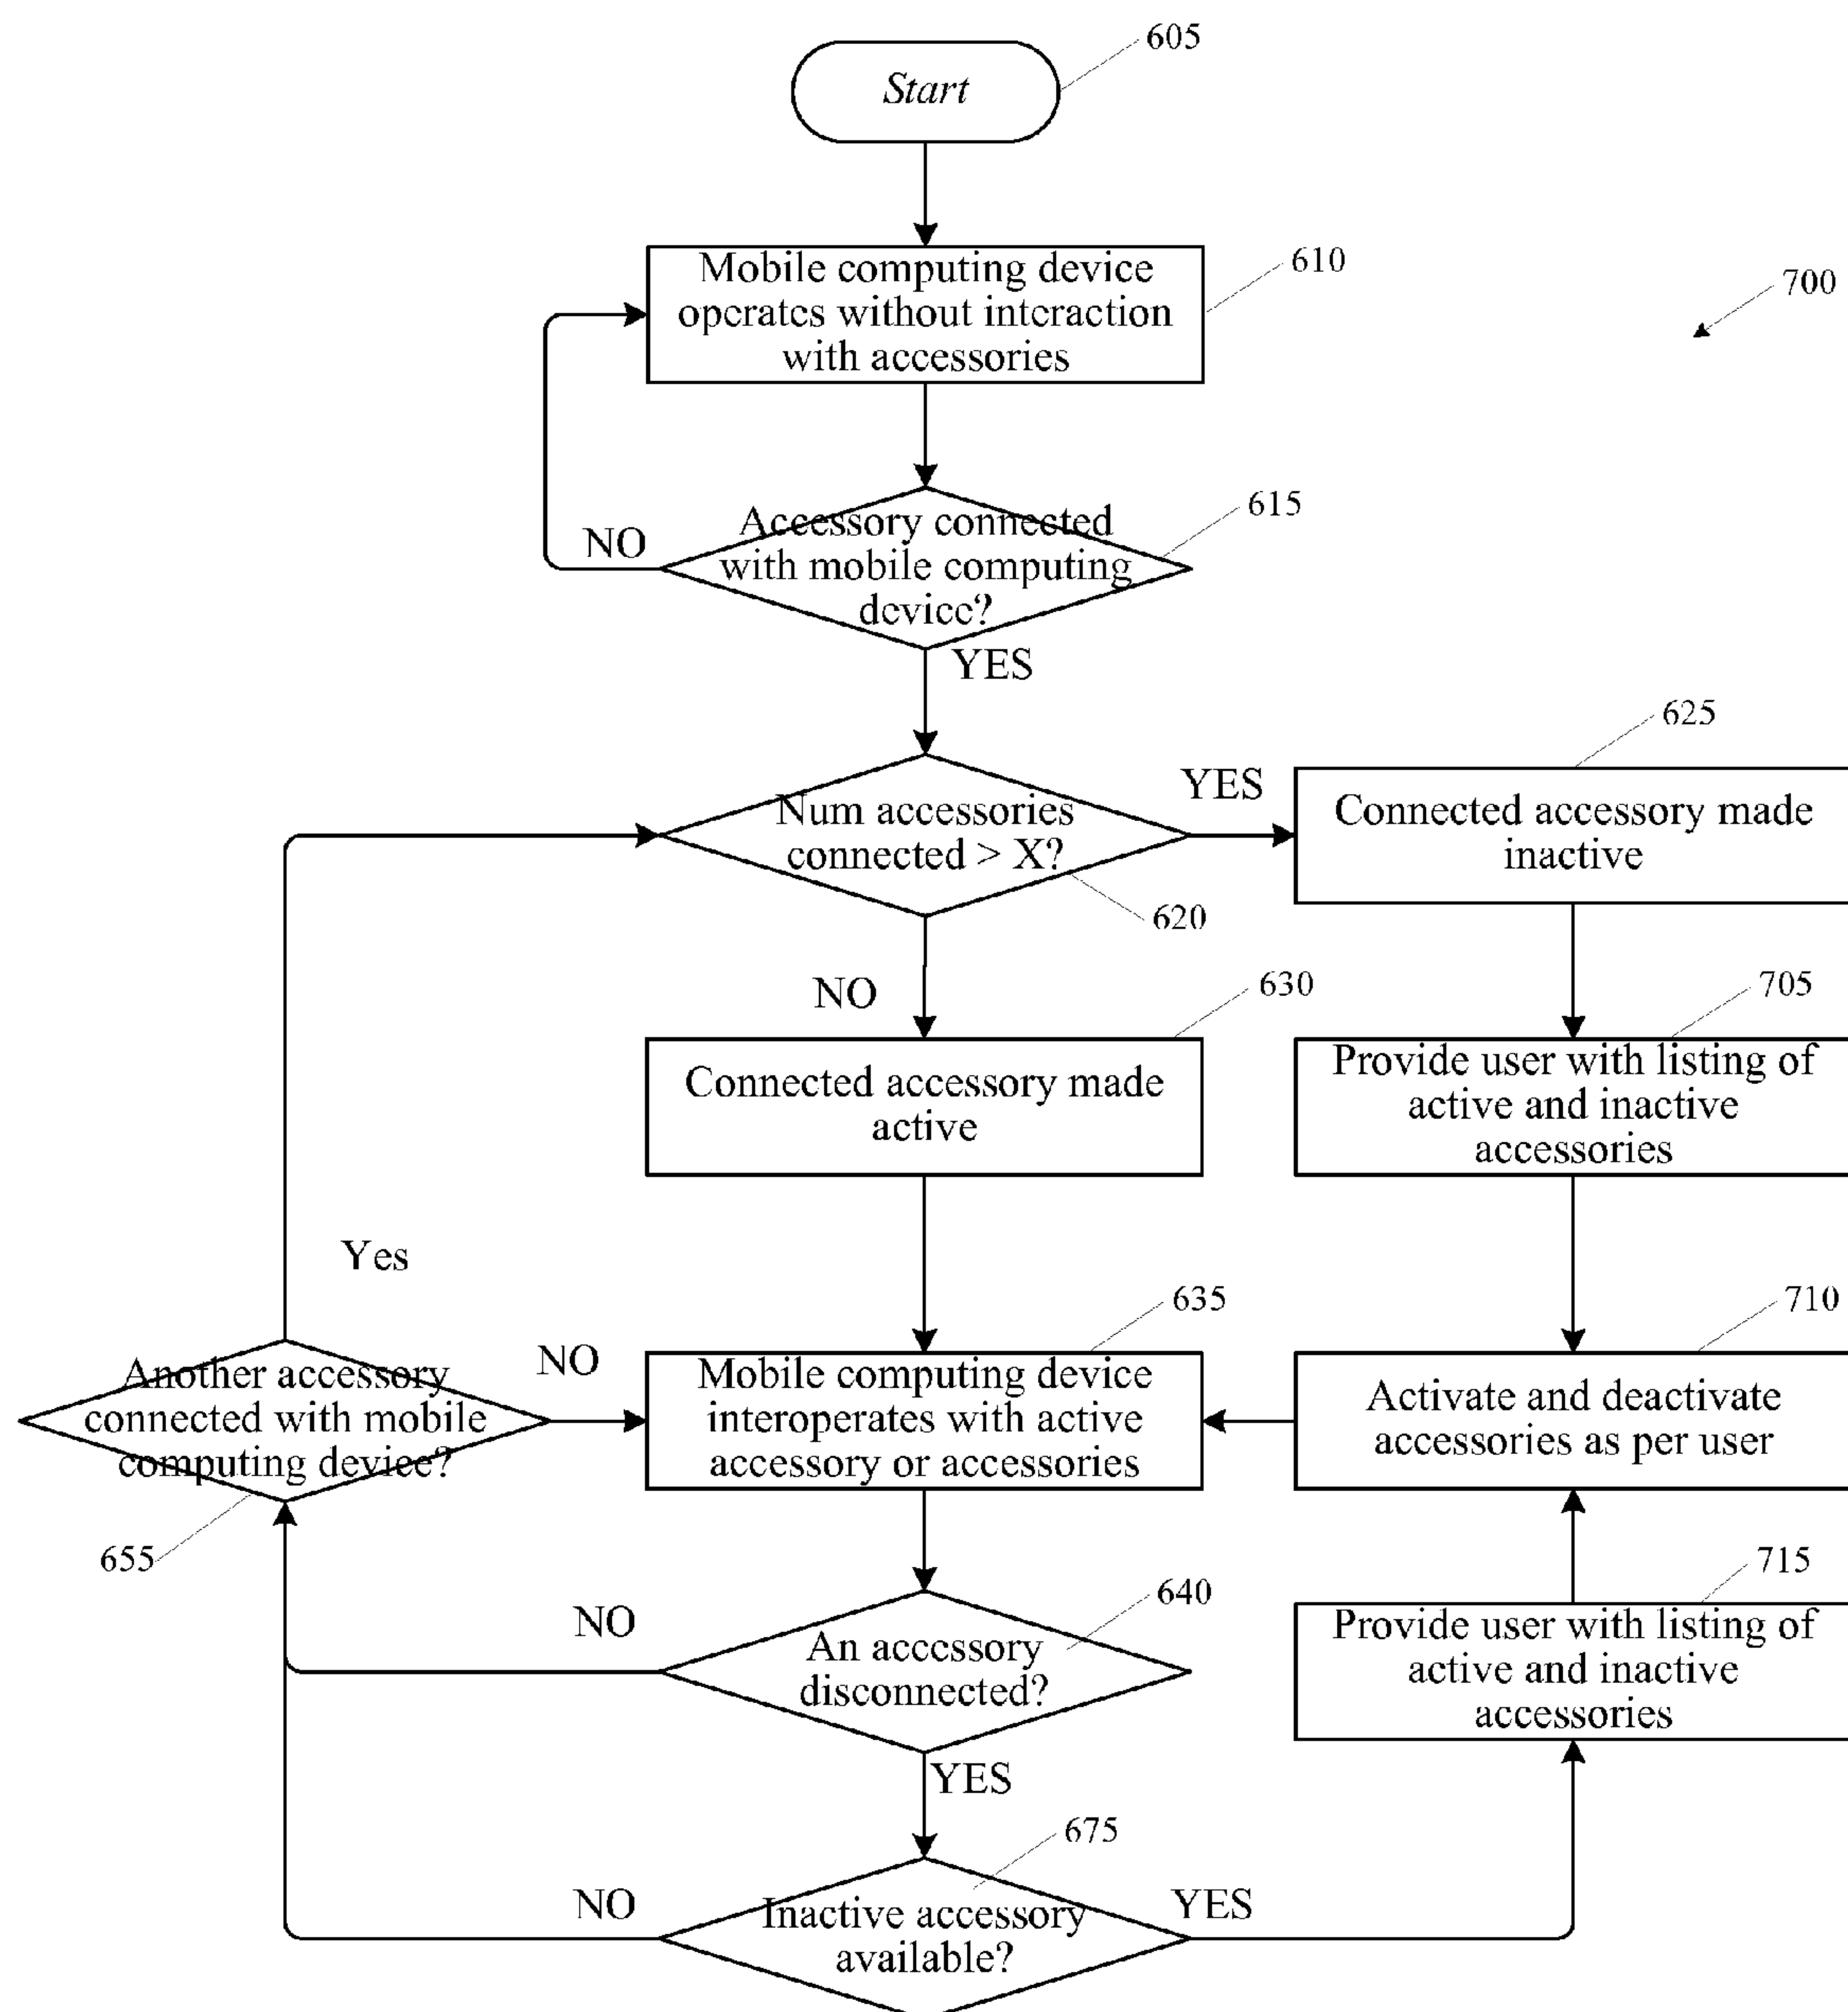 605
Start
Mobile computing device
operates without interaction
with accessories
610
700
Accessory connected
with mobile computing
device?
615
NO
YES
Num accessories
connected > X?
620
YES
625
Connected accessory made
inactive
NO
630
Connected accessory made
active
705
Provide user with listing of
active and inactive
accessories
Yes
Another accessory
connected with mobile
computing device?
655
NO
635
Mobile computing device
interoperates with active
accessory or accessories
710
Activate and deactivate
accessories as per user
640
An accessory
disconnected?
NO
YES
715
Provide user with listing of
active and inactive
accessories
675
Inactive accessory
available?
NO
YES